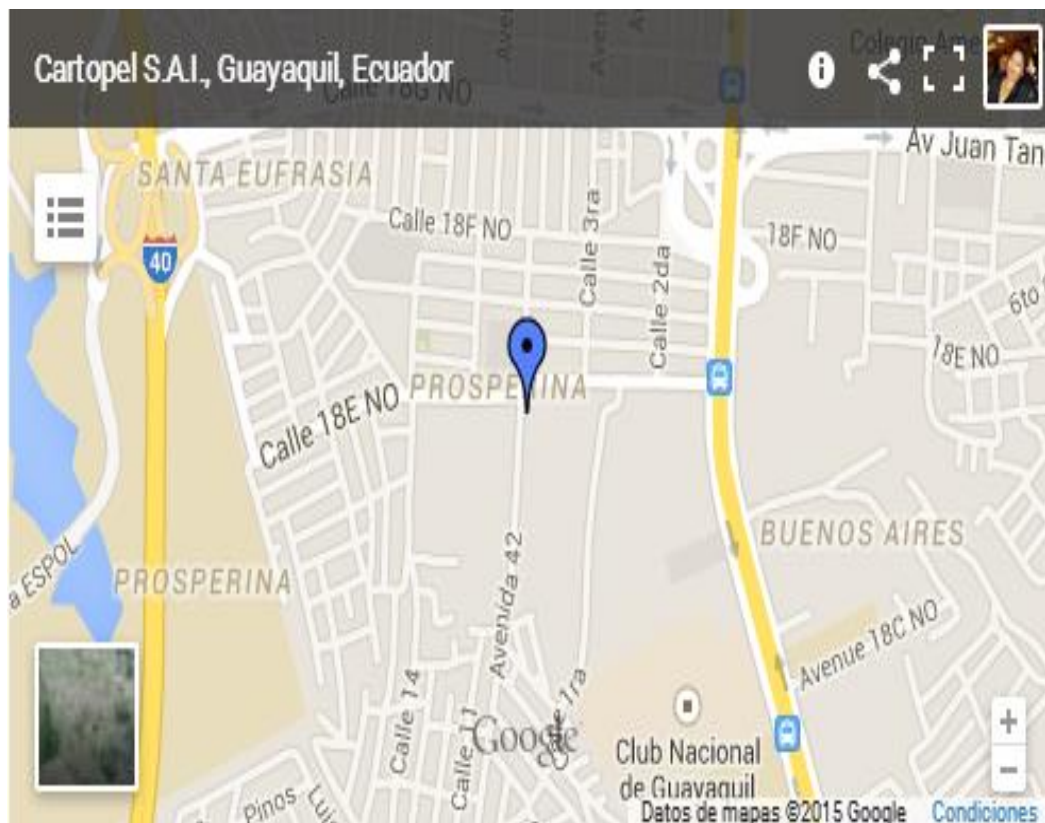 Cartopel S.A.I., Guayaquil, Ecuador
Calle 18G NO
Av Juan Tan
SANTA EUFRASIA
Calle 18F NO
Calle 3ra
18F NO
40
Calle 2da
6to
18E NO
PROSPERINA
Calle 18E NO
BUENOS AIRES
ESPOL
PROSPERINA
Avenida 42
Avenue 18C NO
Calle 14
Calle 11
Calle 1ra
Google
Club Nacional
de Guayaquil
Pinos
Datos de mapas ©2015 Google
Condiciones